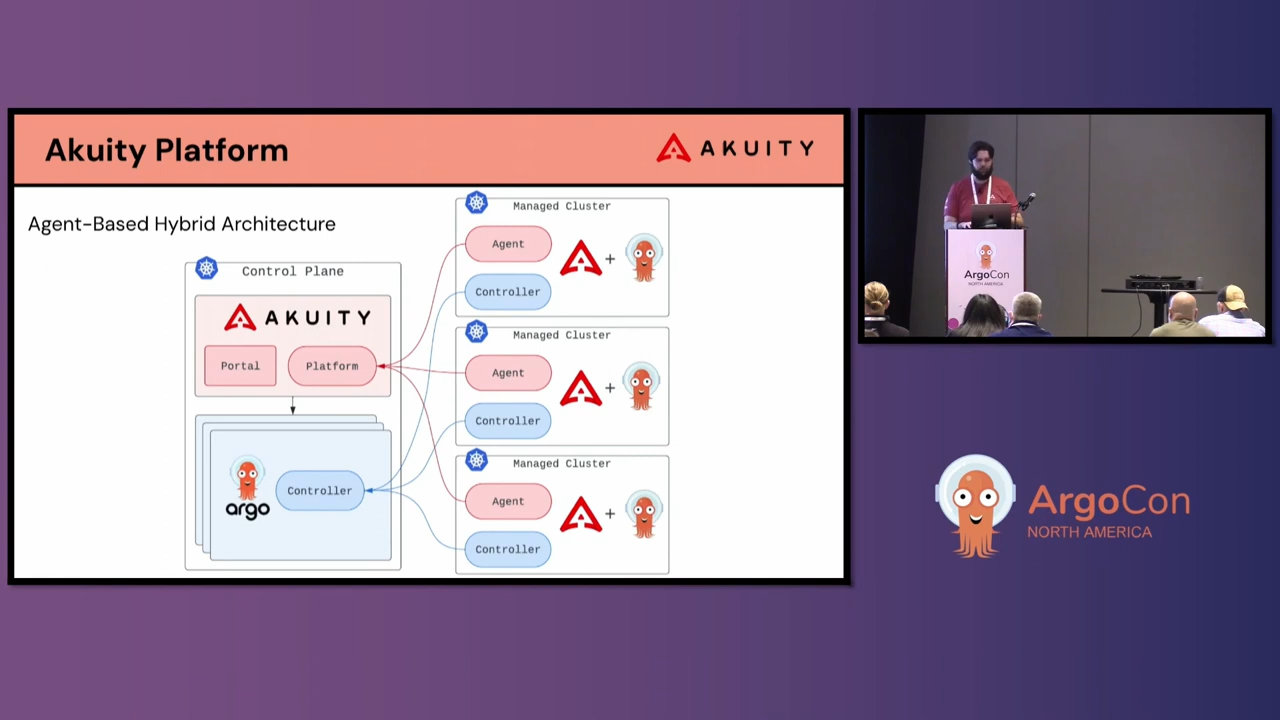 Akuity Platform
AKUITY
Agent-Based Hybrid Architecture
Control Plane
AKUITY
Portal
Platform
argo
Controller
Managed Cluster
Agent
+
Controller
Managed Cluster
Agent
+
Controller
Managed Cluster
Agent
+
Controller
ArgoCon
NORTH AMERICA
ArgoCon
NORTH AMERICA